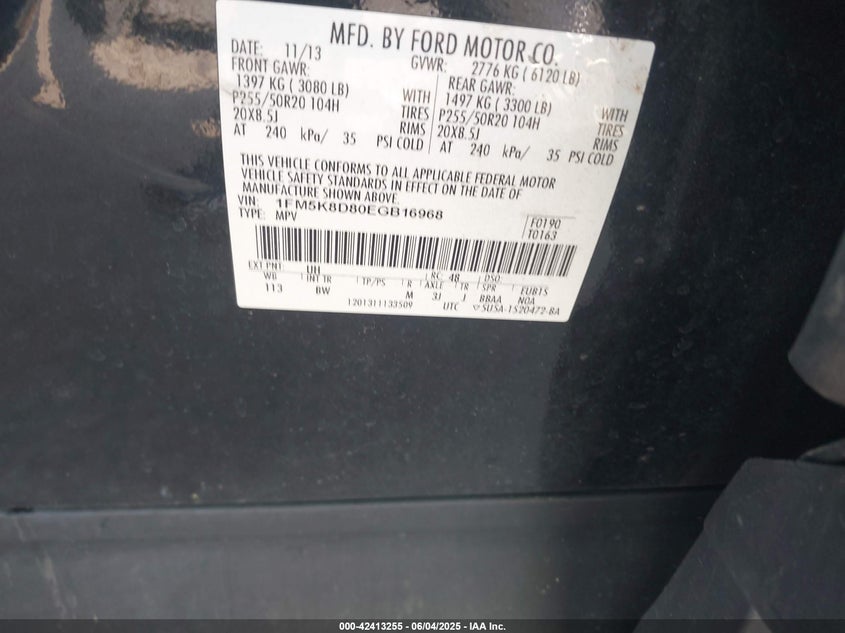 MFD. BY FORD MOTOR CO.
DATE: 11/13 GVWR: 2776 KG ( 6120 LB)
FRONT GAWR: REAR GAWR:
1397 KG ( 3080 LB) WITH 1497 KG ( 3300 LB) WITH
P255/50R20 104H TIRES P255/50R20 104H TIRES
20X8.5J RIMS 20X8.5J RIMS
AT 240 kPa/ 35 PSI COLD AT 240 kPa/ 35 PSI COLD
THIS VEHICLE CONFORMS TO ALL APPLICABLE FEDERAL MOTOR
VEHICLE SAFETY STANDARDS IN EFFECT ON THE DATE OF
MANUFACTURE SHOWN ABOVE.
VIN: 1FM5K8D80EGB16968
TYPE: MPV
F0190
T0163
EXT PNT: UH RC: 48 DSO:
WB INT TR TP/PS R AXLE TR SPR EUB1S
113 BW M 3J J BBAA NOA
1201311133509 UTC ▽5USA-1520472-BA
000-42413255 - 06/04/2025 - IAA Inc.